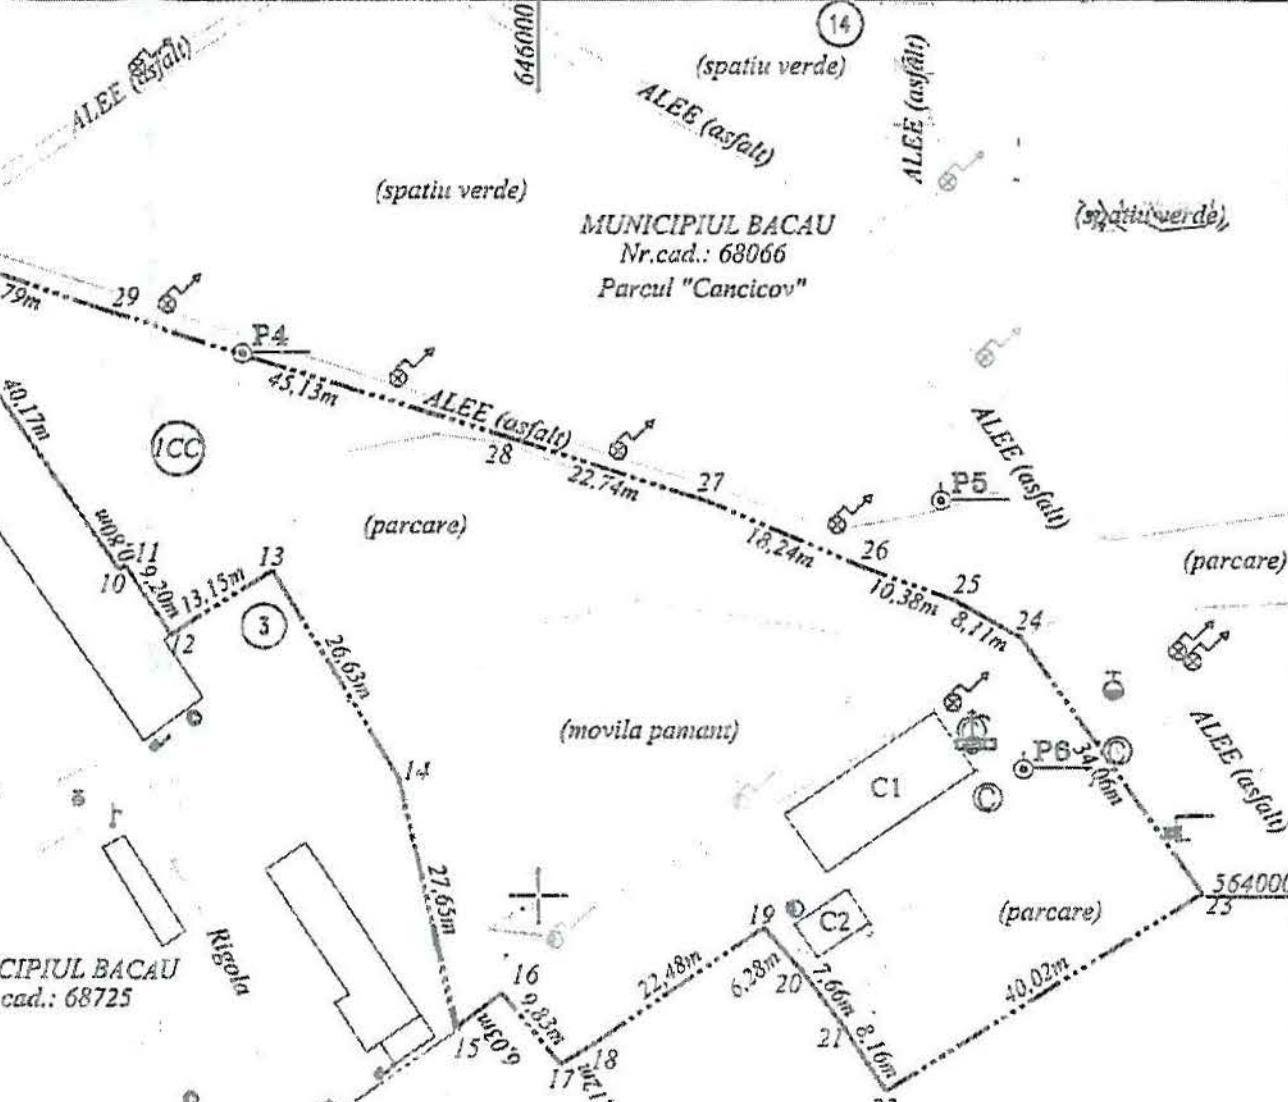 646000
14
ALEE (asfalt)
(spatiu verde)
ALEE (asfalt)
ALEE (asfalt)
(spatiu verde)
(spatiu verde)
MUNICIPIUL BACAU
Nr.cad.: 68066
Parcul "Cancicov"
79m
29
P4
45,13m
ALEE (asfalt)
40,17m
1CC
28
22,74m
27
P5
ALEE (asfalt)
(parcare)
18,24m
26
(parcare)
0,80m
11
10
9,20m
13,15m
13
10,38m
25
8,11m
24
12
3
26,63m
(movila pamant)
14
C1
P6
C
C
34,06m
ALEE (asfalt)
27,65m
564000
23
19
C2
(parcare)
CIPIUL BACAU
cad.: 68725
Rigola
16
22,48m
6,28m
20
7,66m
40,02m
9,83m
15
6,03m
17
18
21
8,16m